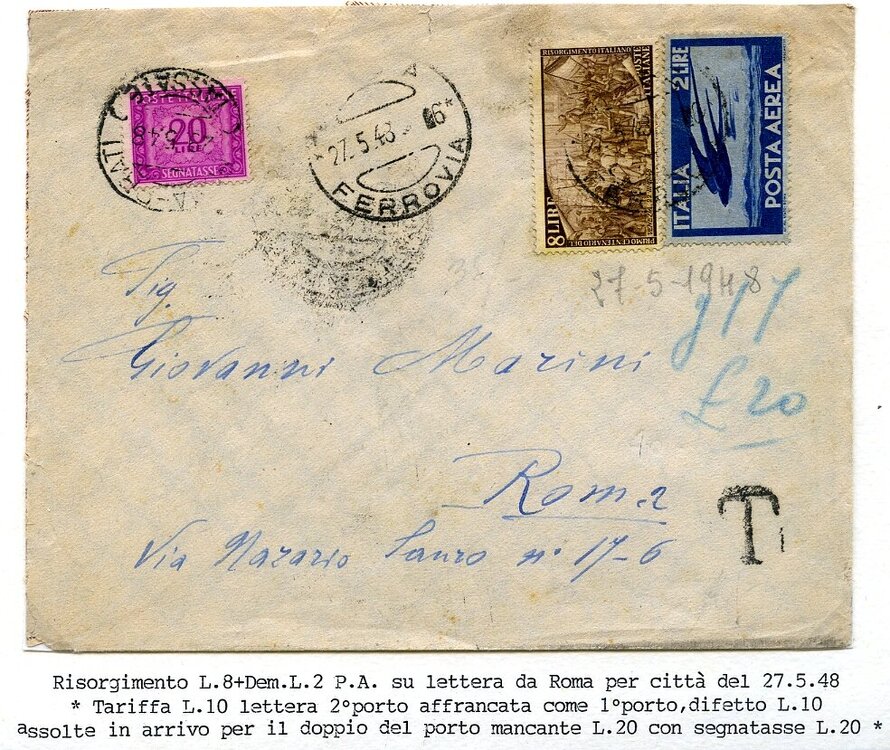 POSTE ITALIANE
20
LIRE
SEGNATASSE
27.5.48 6*
FERROVIA
RISORGIMENTO ITALIANO
POSTE ITALIANE
8 LIRE
PRIMO CENTENARIO DEL
ITALIA 2 LIRE
POSTA AEREA
27-5-1948
£ 20
Sig
Giovanni Marini
Roma
T
Via Nazario Sauro n° 17-6
Risorgimento L.8+Dem.L.2 P.A. su lettera da Roma per città del 27.5.48
* Tariffa L.10 lettera 2°porto affrancata come 1°porto,difetto L.10
assolte in arrivo per il doppio del porto mancante L.20 con segnatasse L.20 *